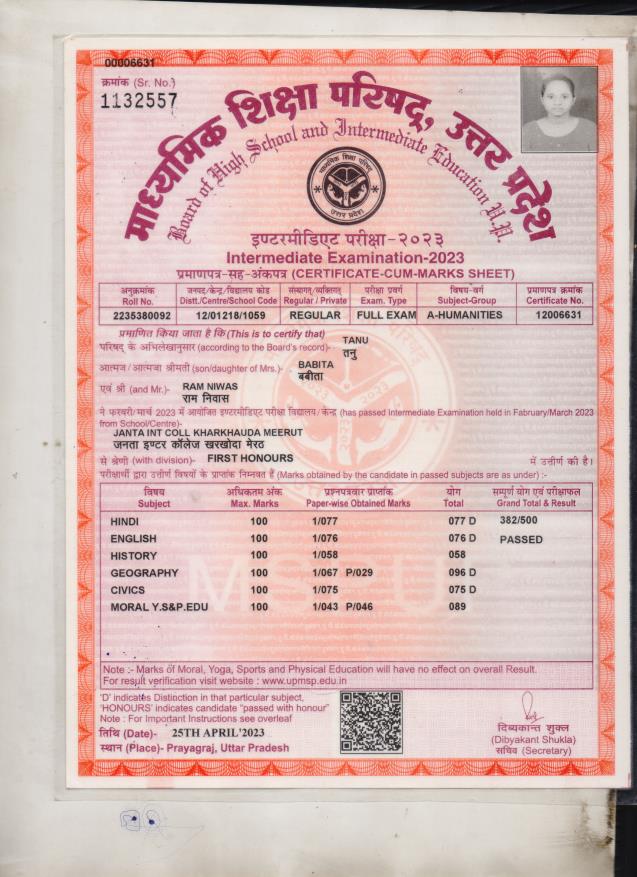 00006631
क्रमांक (Sr. No.)
1132557
माध्यमिक शिक्षा परिषद्, उत्तर प्रदेश
Board of High School and Intermediate Education U.P.
माध्यमिक शिक्षा परिषद्
उत्तर प्रदेश
इण्टरमीडिएट परीक्षा-२०२३
Intermediate Examination-2023
प्रमाणपत्र-सह-अंकपत्र (CERTIFICATE-CUM-MARKS SHEET)
अनुक्रमांक जनपद/केन्द्र/विद्यालय कोड संस्थागत/व्यक्तिगत परीक्षा प्रवर्ग विषय-वर्ग प्रमाणपत्र क्रमांक
Roll No. Distt./Centre/School Code Regular / Private Exam. Type Subject-Group Certificate No.
2235380092 12/01218/1059 REGULAR FULL EXAM A-HUMANITIES 12006631
प्रमाणित किया जाता है कि (This is to certify that)
TANU
परिषद् के अभिलेखानुसार (according to the Board's record)-
तनु
BABITA
आत्मज/आत्मजा श्रीमती (son/daughter of Mrs.)-
बबीता
RAM NIWAS
एवं श्री (and Mr.)-
राम निवास
ने फरवरी/मार्च 2023 में आयोजित इण्टरमीडिएट परीक्षा विद्यालय/केन्द्र (has passed Intermediate Examination held in Fabruary/March 2023
from School/Centre)-
JANTA INT COLL KHARKHAUDA MEERUT
जनता इण्टर कॉलेज खरखोदा मेरठ
से श्रेणी (with division)- FIRST HONOURS में उत्तीर्ण की है।
परीक्षार्थी द्वारा उत्तीर्ण विषयों के प्राप्तांक निम्नवत हैं (Marks obtained by the candidate in passed subjects are as under) :-
विषय अधिकतम अंक प्रश्नपत्रवार प्राप्तांक योग सम्पूर्ण योग एवं परीक्षाफल
Subject Max. Marks Paper-wise Obtained Marks Total Grand Total & Result
HINDI 100 1/077 077 D 382/500
ENGLISH 100 1/076 076 D PASSED
HISTORY 100 1/058 058
GEOGRAPHY 100 1/067 P/029 096 D
CIVICS 100 1/075 075 D
MORAL Y.S&P.EDU 100 1/043 P/046 089
Note :- Marks of Moral, Yoga, Sports and Physical Education will have no effect on overall Result.
For result verification visit website : www.upmsp.edu.in
'D' indicates Distinction in that particular subject,
'HONOURS' indicates candidate "passed with honour"
Note : For Important Instructions see overleaf
तिथि (Date)- 25TH APRIL'2023
स्थान (Place)- Prayagraj, Uttar Pradesh
दिब्यकान्त शुक्ल
(Dibyakant Shukla)
सचिव (Secretary)